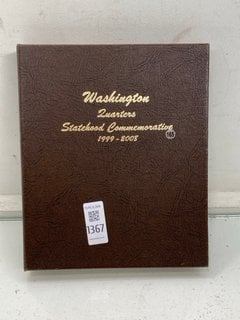 Washington
Quarters
Statehood Commemorative
1999-2008
1367